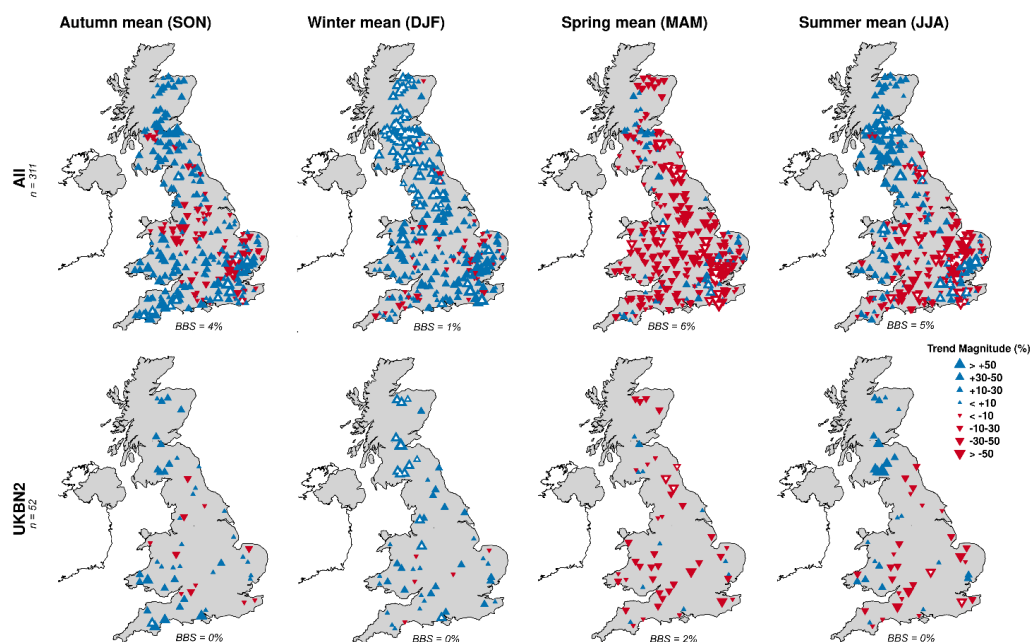 Autumn mean (SON)
Winter mean (DJF)
Spring mean (MAM)
Summer mean (JJA)
All
n = 311
BBS = 4%
BBS = 1%
BBS = 6%
BBS = 5%
Trend Magnitude (%)
> +50
+30-50
+10-30
< +10
< -10
-10-30
-30-50
> -50
UKBN2
n = 52
BBS = 0%
BBS = 0%
BBS = 2%
BBS = 0%